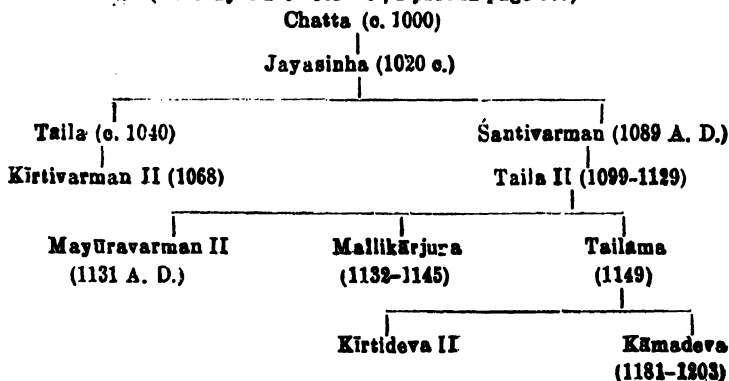 Chatta (c. 1000)
Jayasinha (1020 c.)
Taila (c. 1040) Śantivarman (1089 A. D.)
Kīrtivarman II (1068) Taila II (1099-1129)
Mayūravarman II Mallikārjura Tailama
(1131 A. D.) (1132-1145) (1149)
Kīrtideva II Kāmadeva
(1181-1203)